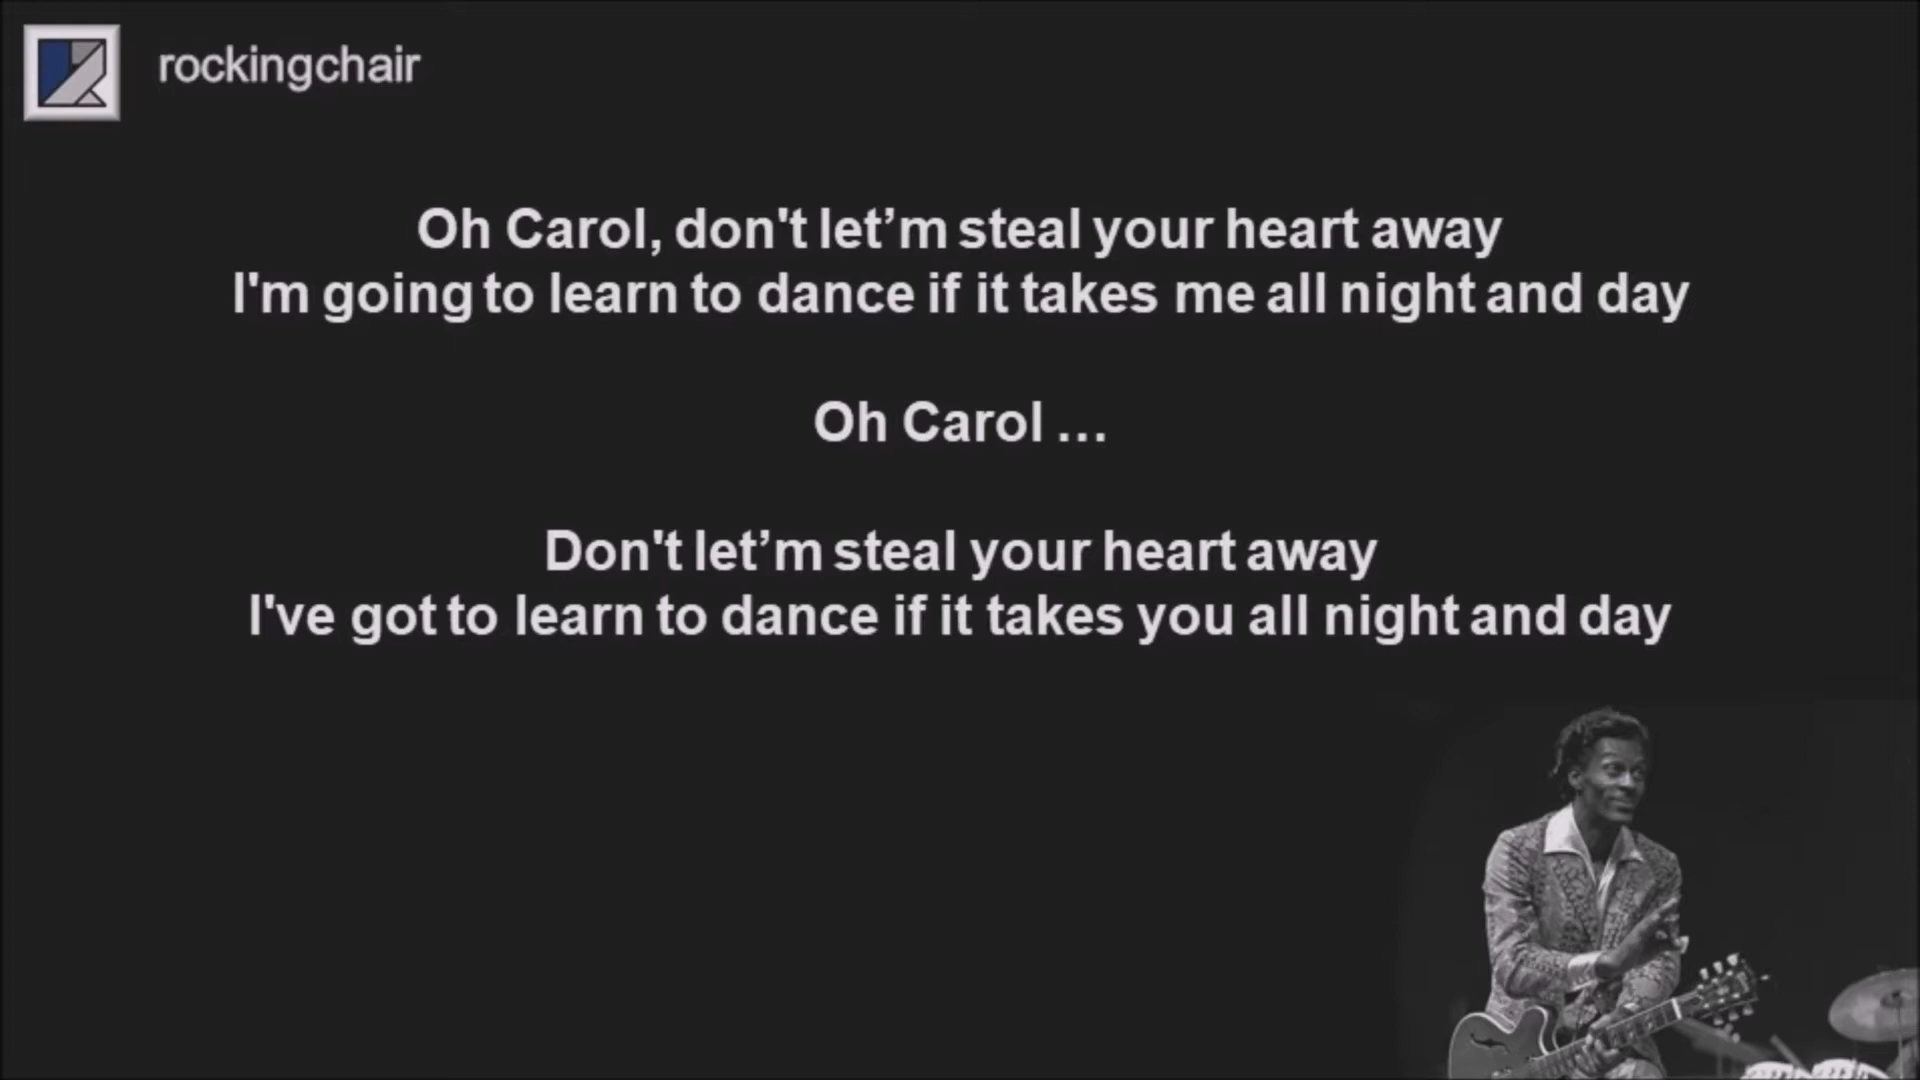 rockingchair
Oh Carol, don't let’m steal your heart away
I'm going to learn to dance if it takes me all night and day
Oh Carol ...
Don't let’m steal your heart away
I've got to learn to dance if it takes you all night and day